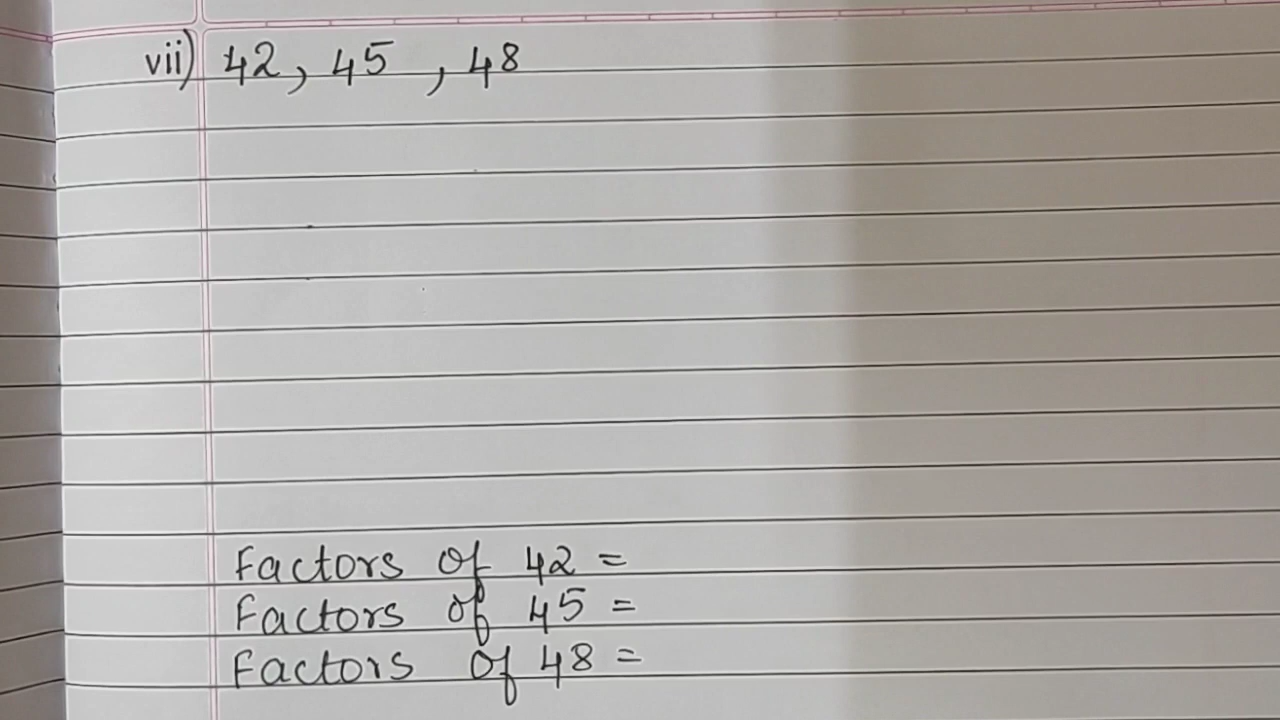 vii) 42, 45 , 48
Factors of 42 =
Factors of 45 =
Factors of 48 =